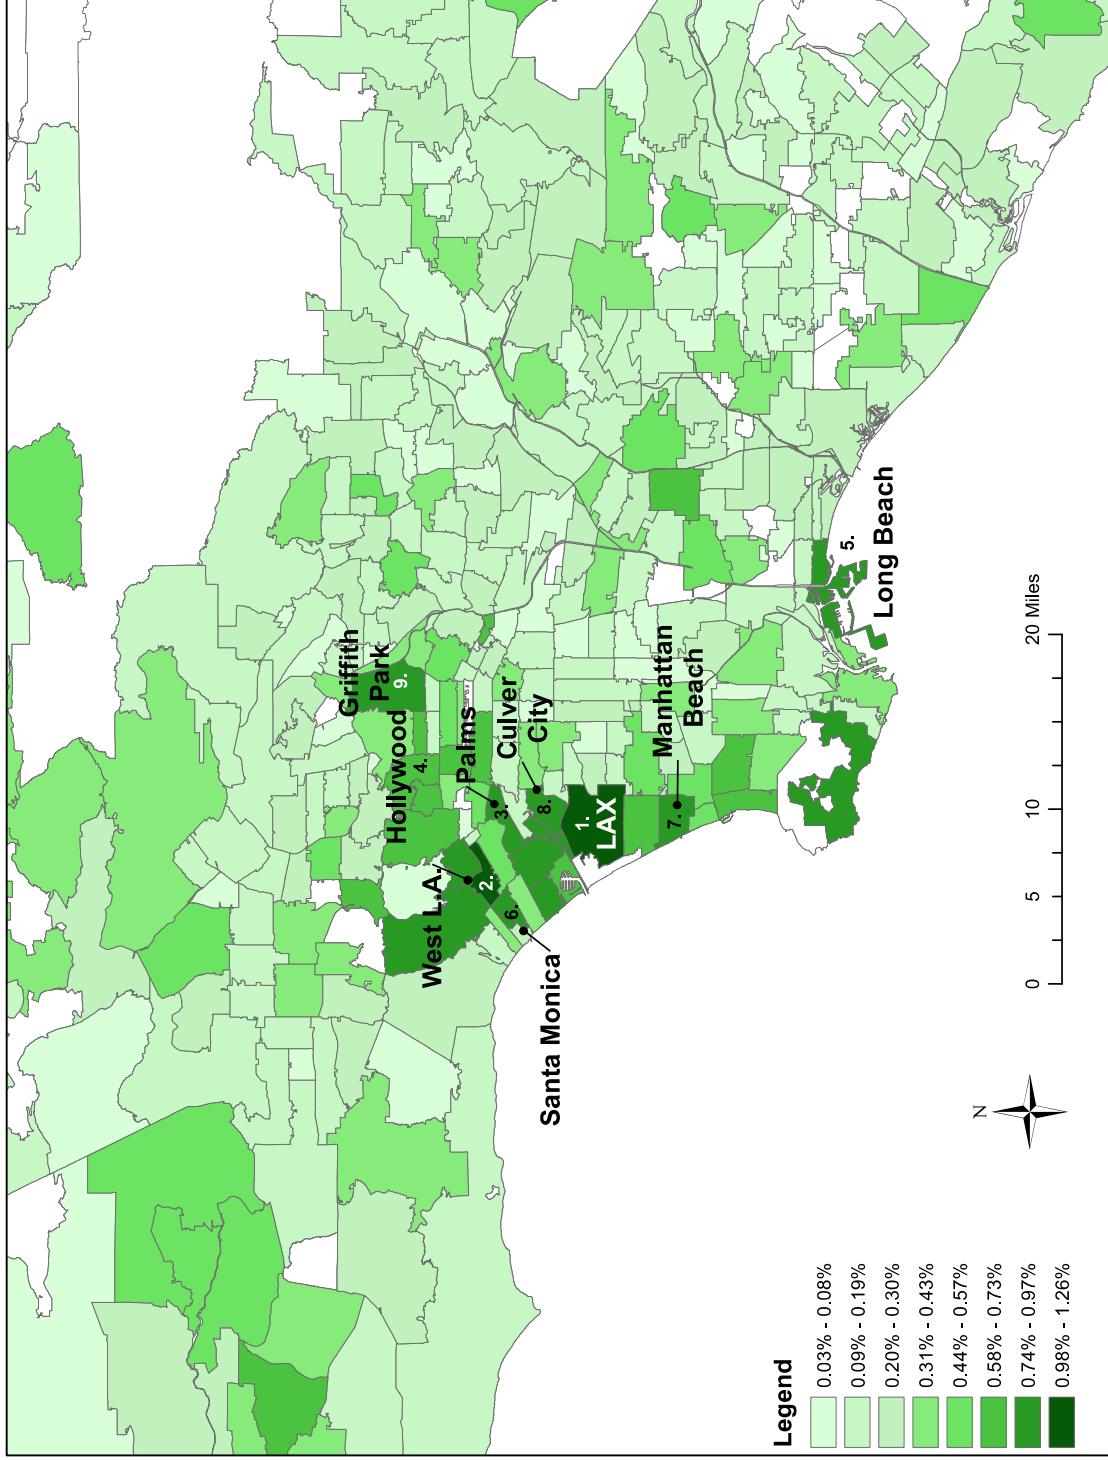 Griffith
Park
9.
Hollywood
4.
Palms
3.
Culver
City
8.
West L.A.
2.
1.
LAX
6.
Santa Monica
Manhattan
Beach
7.
5.
Long Beach
0
5
10
20 Miles
N
Legend
0.03% - 0.08%
0.09% - 0.19%
0.20% - 0.30%
0.31% - 0.43%
0.44% - 0.57%
0.58% - 0.73%
0.74% - 0.97%
0.98% - 1.26%